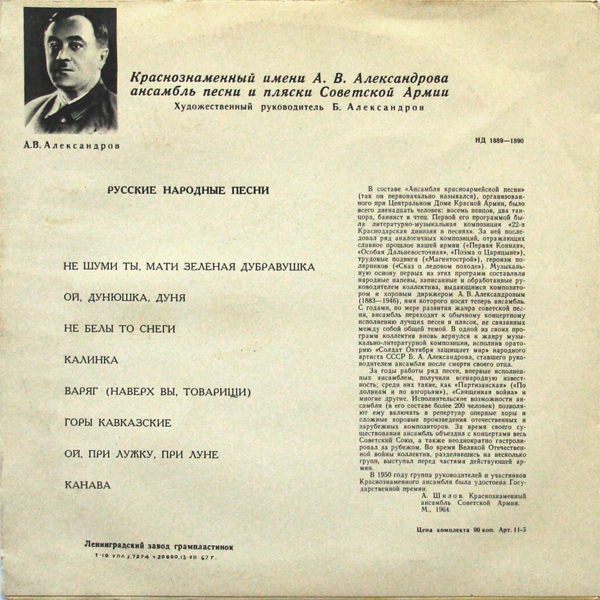 Краснознаменный имени А. В. Александрова
ансамбль песни и пляски Советской Армии
Художественный руководитель Б. Александров
А.В. Александров
НД 1889—1890
РУССКИЕ НАРОДНЫЕ ПЕСНИ
НЕ ШУМИ ТЫ, МАТИ ЗЕЛЕНАЯ ДУБРАВУШКА
ОЙ, ДУНЮШКА, ДУНЯ
НЕ БЕЛЫ ТО СНЕГИ
КАЛИНКА
ВАРЯГ (НАВЕРХ ВЫ, ТОВАРИЩИ)
ГОРЫ КАВКАЗСКИЕ
ОЙ, ПРИ ЛУЖКУ, ПРИ ЛУНЕ
КАНАВА
В составе «Ансамбля красноармейской песни»
(так он первоначально назывался), организован-
ного при Центральном Доме Красной Армии, было
всего двенадцать человек: восемь певцов, два тан-
цора, баянист и чтец. Первой его программой бы-
ла литературно-музыкальная композиция «22-я
Краснодарская дивизия в песнях». За ней после-
довал ряд аналогичных композиций, отражающих
славное прошлое нашей армии («Первая Конная»,
«Особая Дальневосточная», «Поэма о Царицыне»),
трудовые подвиги («Магнитострой»), героизм по-
лярников («Сказ о ледовом походе»). Музыкаль-
ную основу первых из этих программ составляли
народные напевы, записанные и обработанные ру-
ководителем коллектива, выдающимся композито-
ром и хоровым дирижером А. В. Александровым
(1883—1946), имя которого носит теперь ансамбль.
С годами, по мере развития жанра советской пе-
сни, ансамбль переходит к обычному концертному
исполнению лучших песен и плясок, не связанных
между собой общей темой. В одной из своих про-
грамм коллектив вновь вернулся к жанру музы-
кально-литературной композиции, исполнив орато-
рию «Солдат Октября защищает мир» народного
артиста СССР Б. А. Александрова, ставшего руко-
водителем ансамбля после смерти своего отца.
За годы работы ряд песен, впервые исполнен-
ных ансамблем, получили всенародную извест-
ность; среди них такие, как «Партизанская» («По
долинам и по взгорьям»), «Священная война» и
многие другие. Исполнительские возможности ан-
самбля (в его составе более 200 человек) позволя-
ют ему включать в репертуар оперные хоры и
сложные хоровые произведения отечественных и
зарубежных композиторов. За время своего су-
ществования ансамбль объездил с концертами весь
Советский Союз, а также неоднократно гастроли-
ровал за рубежом. Во время Великой Отечествен-
ной войны коллектив, разделившись на несколько
групп, выступал перед частями действующей ар-
мии.
В 1950 году группа руководителей и участников
Краснознаменного ансамбля была удостоена Госу-
дарственной премии.
А. Шилов. Краснознаменный
ансамбль Советской Армии.
М., 1964.
Цена комплекта 90 коп. Арт. 11-5
Ленинградский завод грампластинок